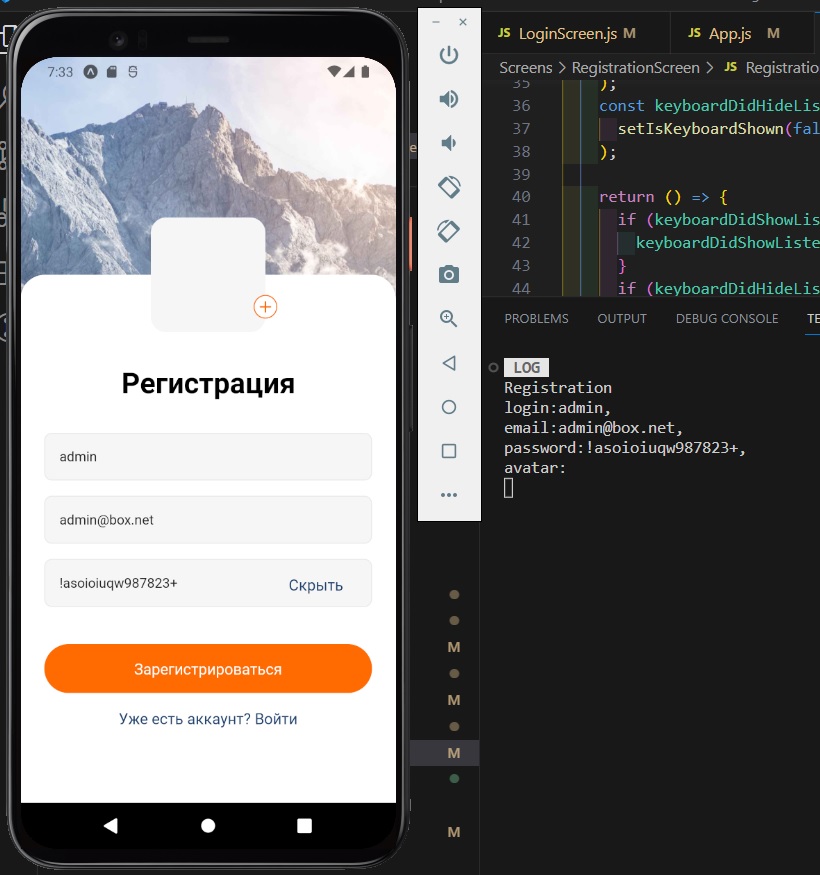 7:33
Регистрация
admin
admin@box.net
!asoioiuqw987823+
Скрыть
Зарегистрироваться
Уже есть аккаунт? Войти
JS LoginScreen.js M
JS App.js M
Screens > RegistrationScreen > JS Registratio
35 );
36 const keyboardDidHideLis
37 setIsKeyboardShown(fal
38 );
39
40 return () => {
41 if (keyboardDidShowLis
42 keyboardDidShowListe
43 }
44 if (keyboardDidHideLis
PROBLEMS OUTPUT DEBUG CONSOLE TE
LOG
Registration
login:admin,
email:admin@box.net,
password:!asoioiuqw987823+,
avatar:
M
M
M
M